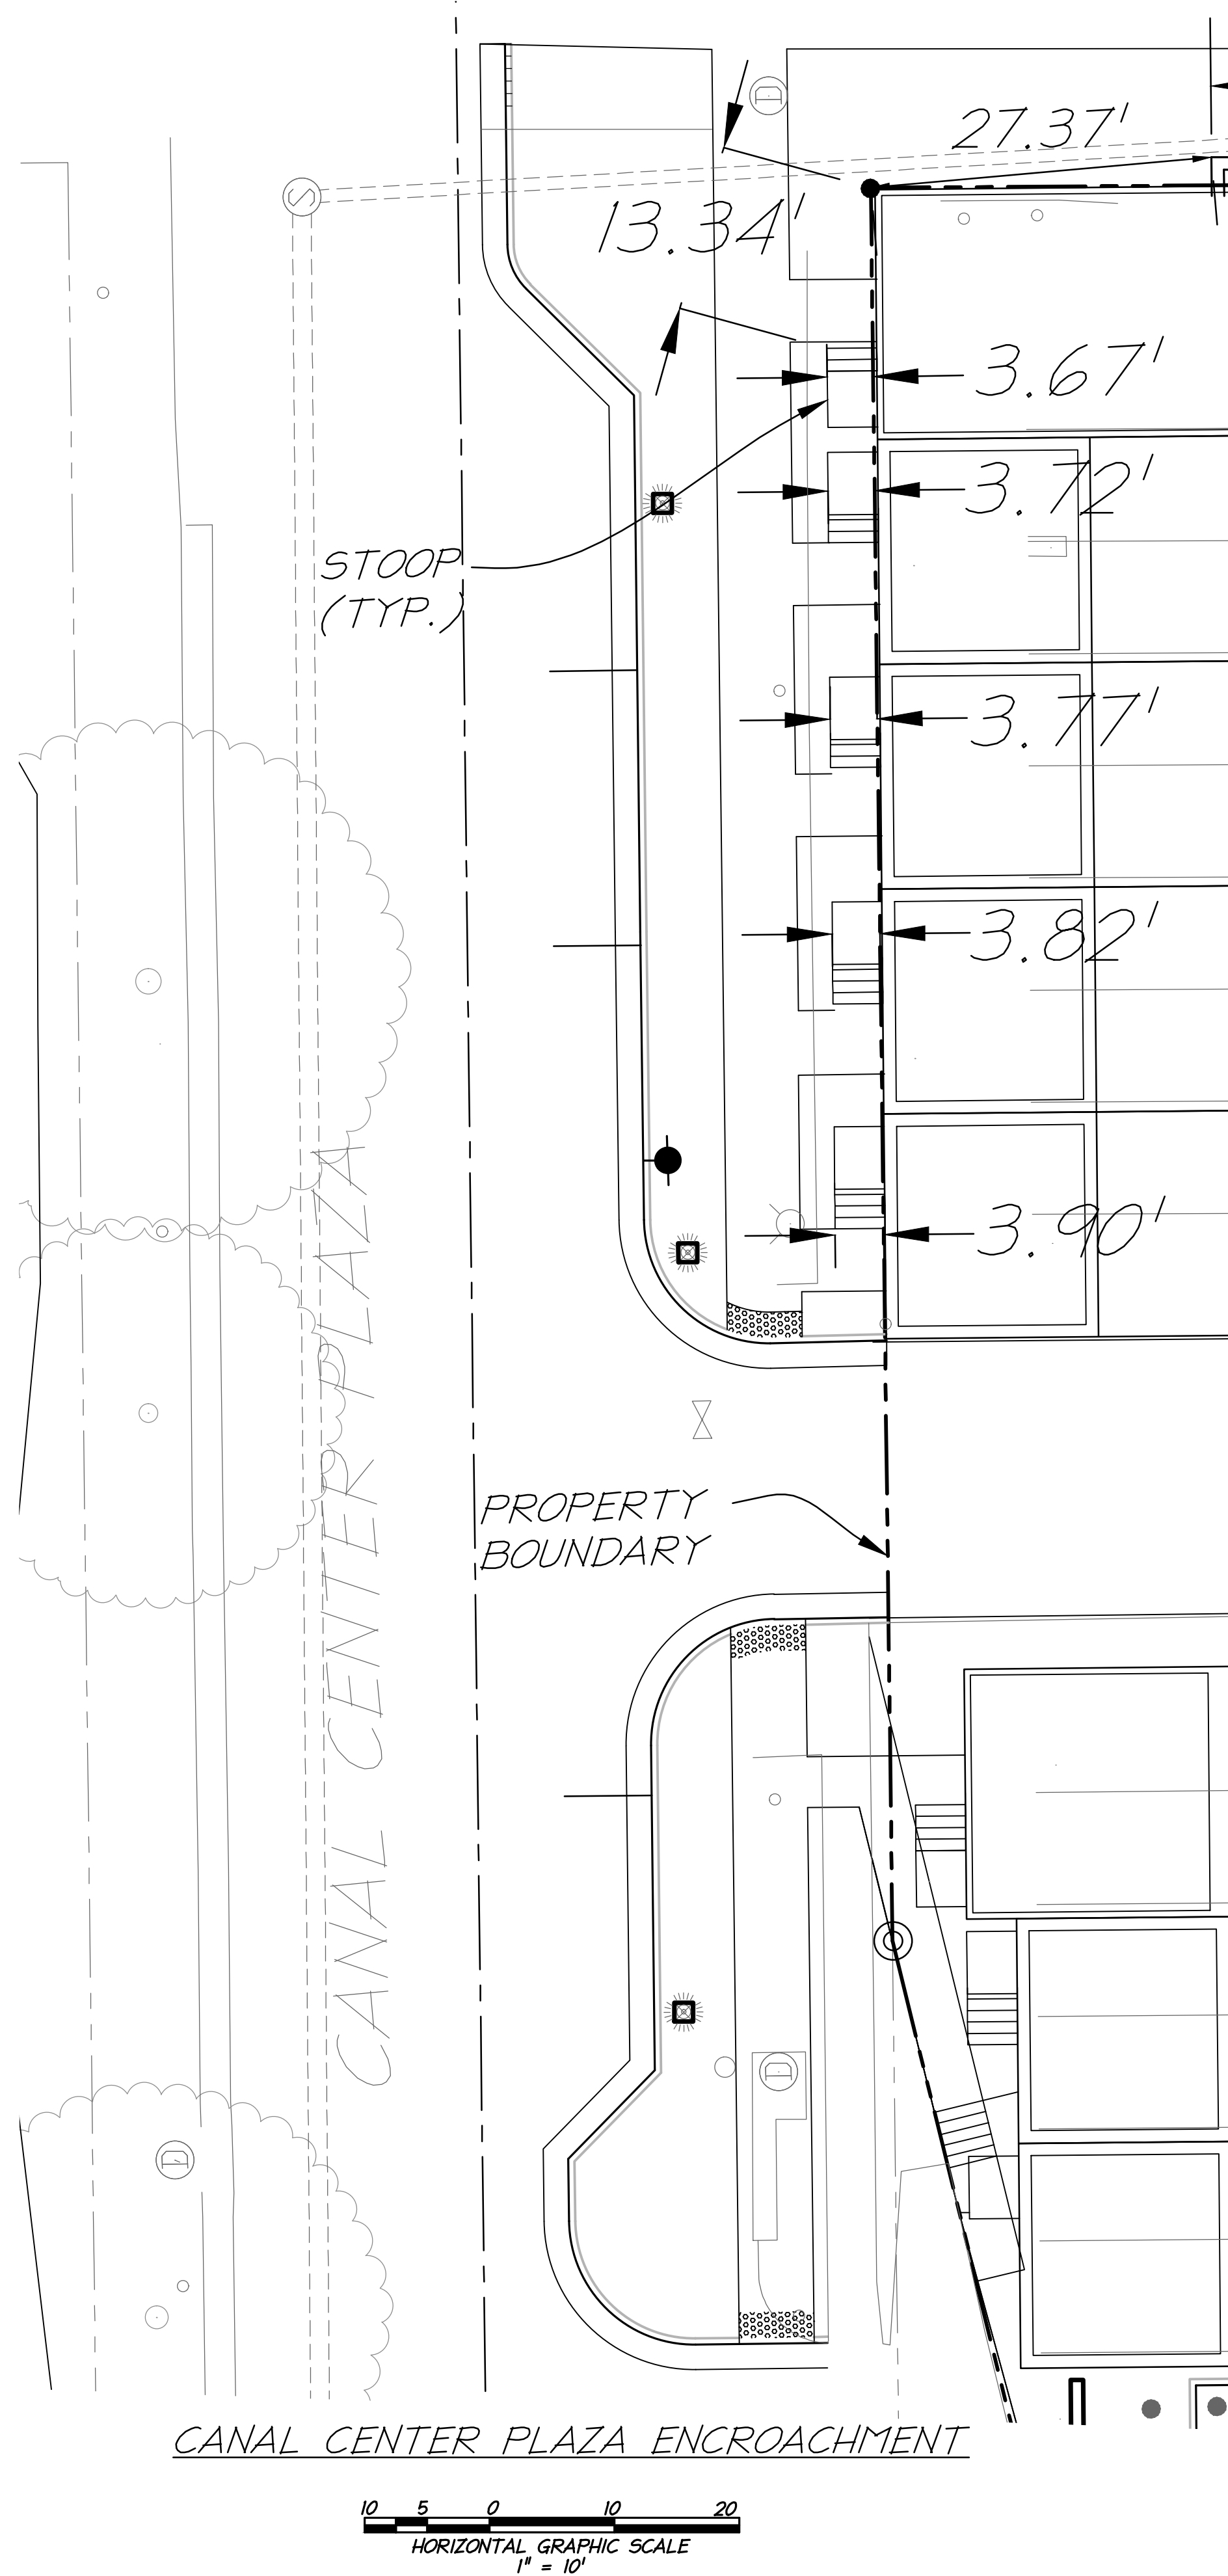 27.37'
13.34'
3.67'
3.72'
STOOP
(TYP.)
3.77'
3.82'
3.90'
CANAL CENTER PLAZA
PROPERTY
BOUNDARY
S
D
D
D
CANAL CENTER PLAZA ENCROACHMENT
10 5 0 10 20
HORIZONTAL GRAPHIC SCALE
1" = 10'